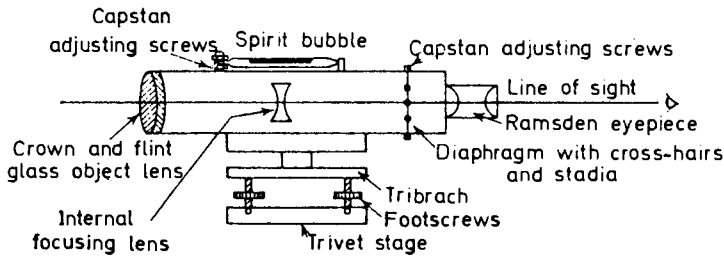 Capstan
adjusting screws
Spirit bubble
Capstan adjusting screws
Line of sight
Ramsden eyepiece
Crown and flint
glass object lens
Diaphragm with cross-hairs
and stadia
Internal
focusing lens
Tribrach
Footscrews
Trivet stage